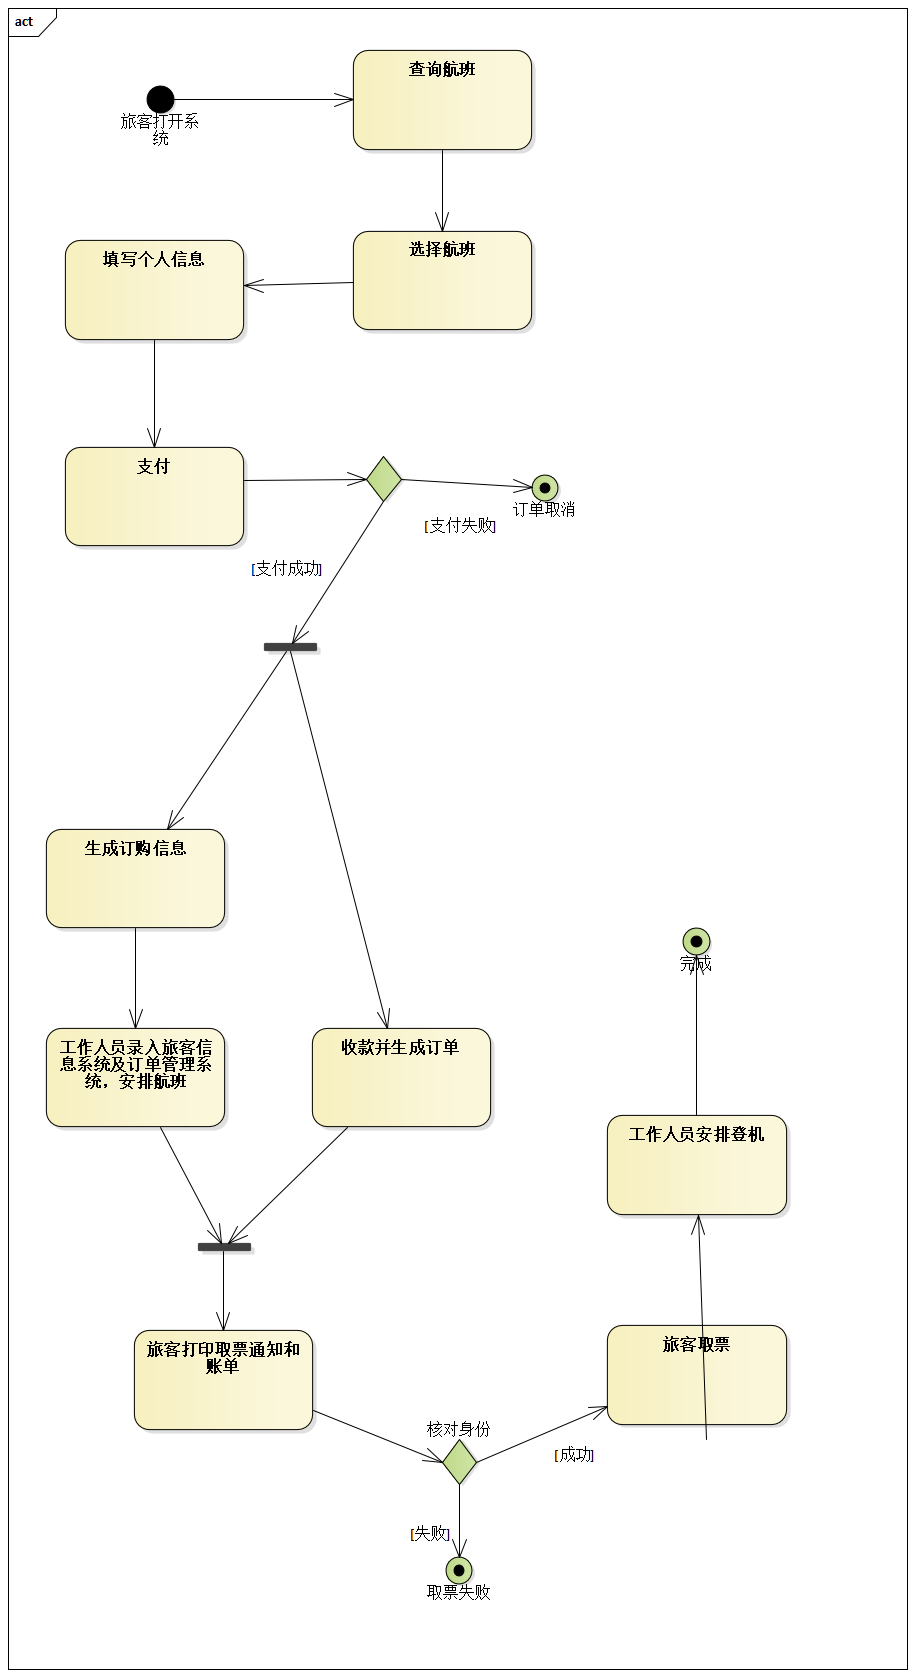 act
查询航班
旅客打开系
统
选择航班
填写个人信息
支付
订单取消
[支付失败]
[支付成功]
生成订购信息
工作人员录入旅客信
息系统及订单管理系
统，安排航班
收款并生成订单
完成
工作人员安排登机
旅客打印取票通知和
账单
旅客取票
核对身份
[成功]
[失败]
取票失败